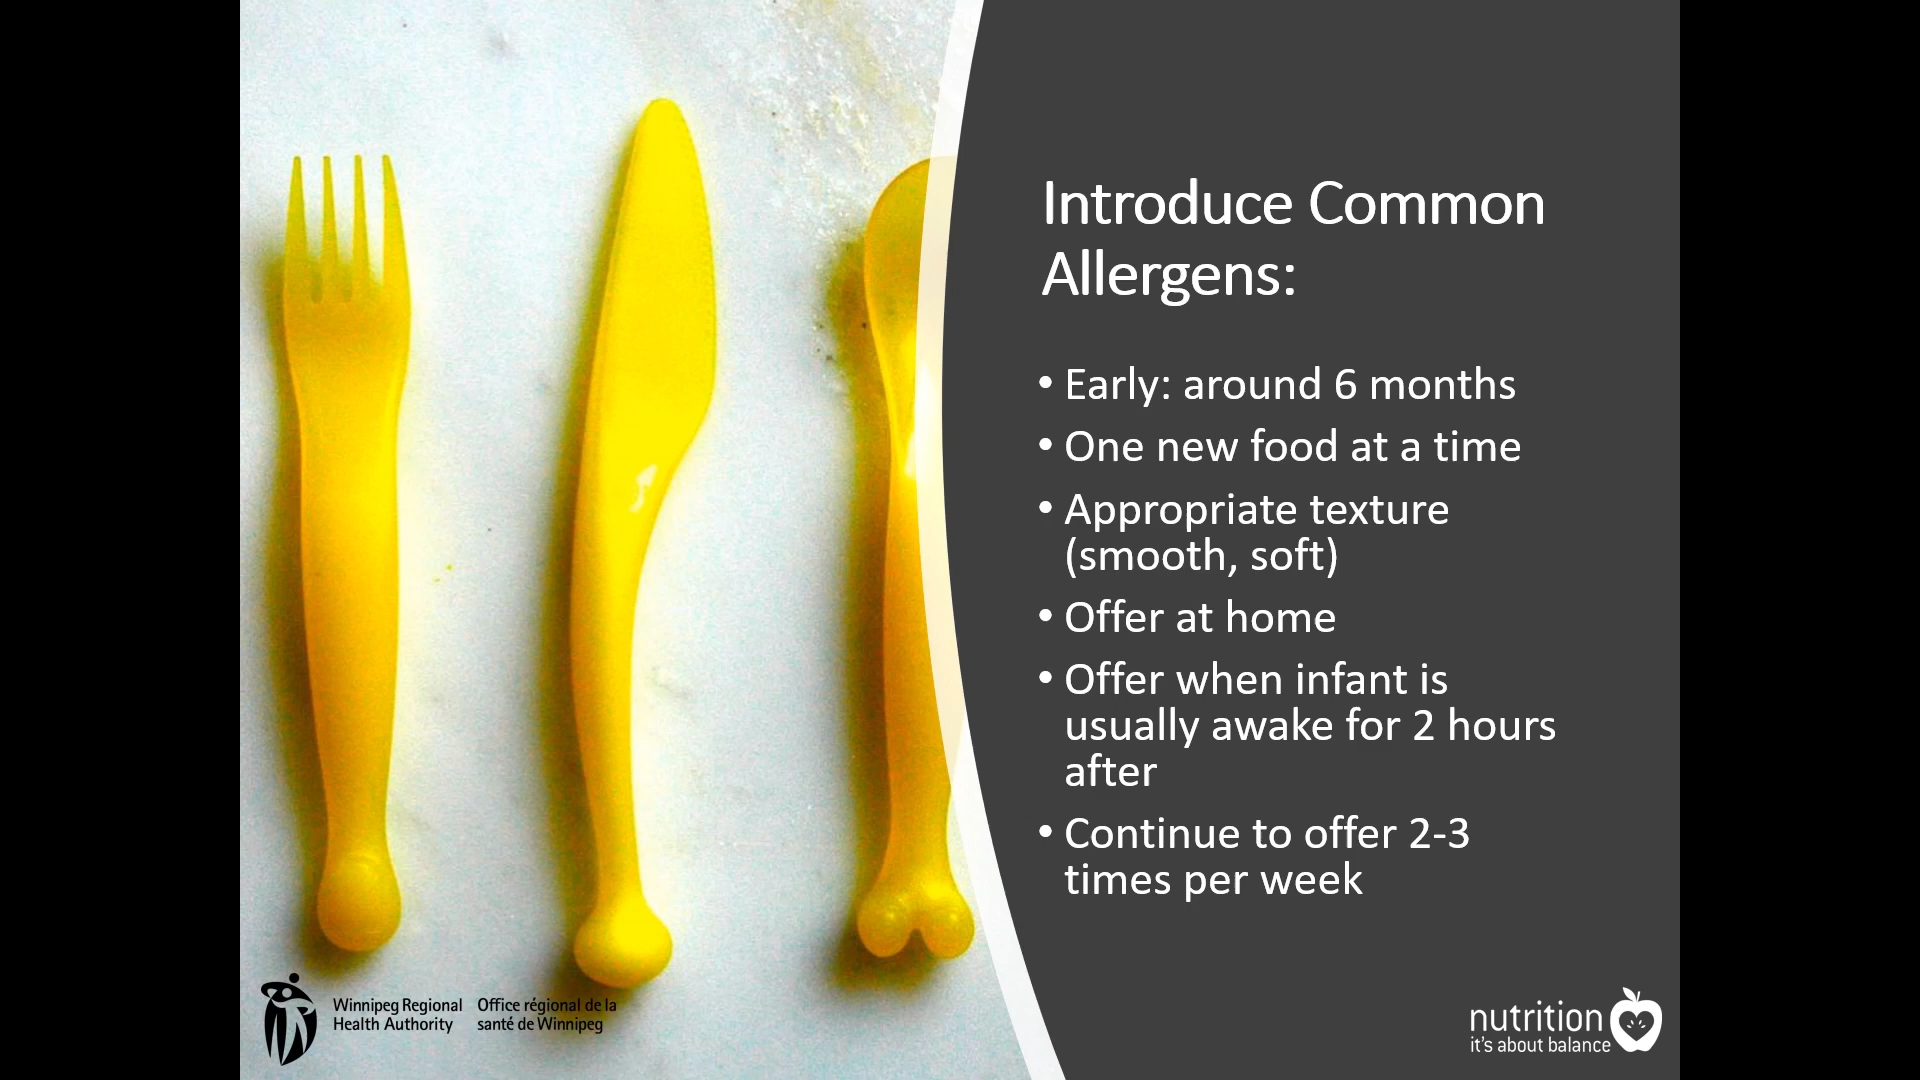 Introduce Common
Allergens:
• Early: around 6 months
• One new food at a time
• Appropriate texture
(smooth, soft)
• Offer at home
• Offer when infant is
usually awake for 2 hours
after
• Continue to offer 2-3
times per week
Winnipeg Regional
Health Authority
Office régional de la
santé de Winnipeg
nutrition
it's about balance